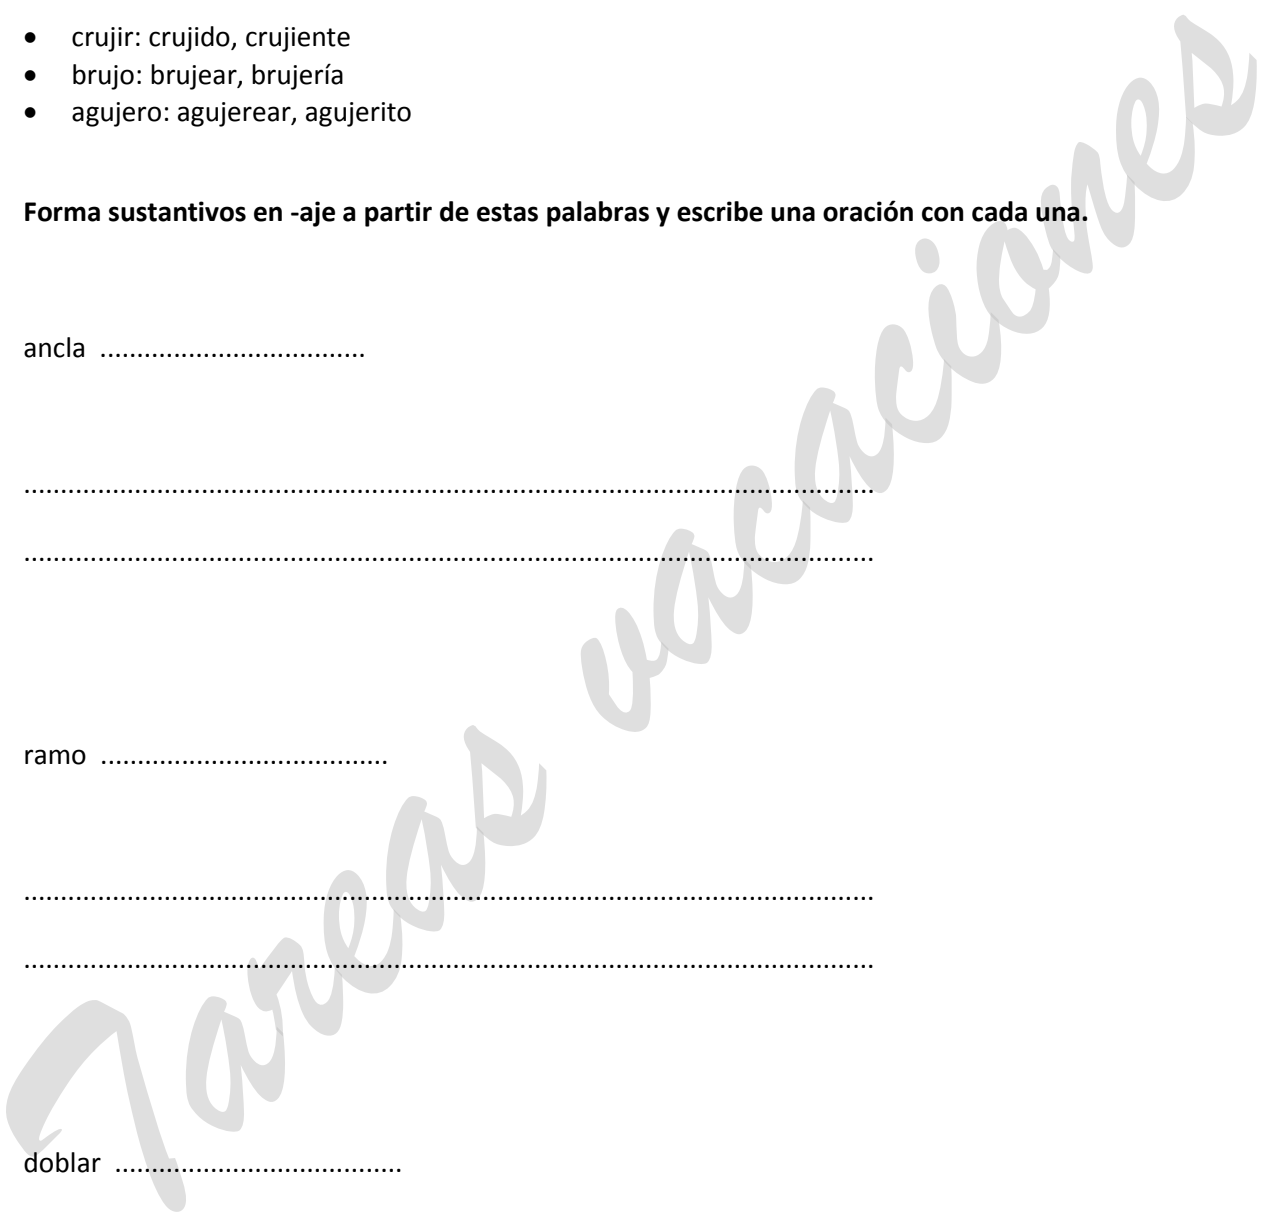 • crujir: crujido, crujiente
• brujo: brujear, brujería
• agujero: agujerear, agujerito
Forma sustantivos en -aje a partir de estas palabras y escribe una oración con cada una.
ancla ....................................
...................................................................................................................
...................................................................................................................
ramo .......................................
...................................................................................................................
...................................................................................................................
doblar .......................................
Tareas vacaciones